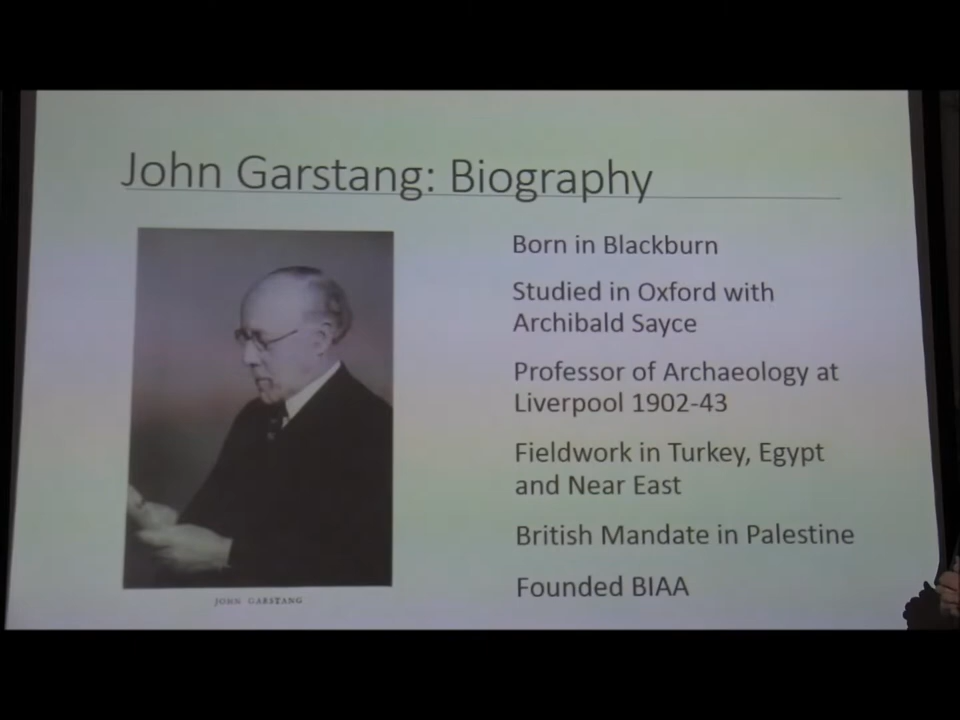 John Garstang: Biography
Born in Blackburn
Studied in Oxford with
Archibald Sayce
Professor of Archaeology at
Liverpool 1902-43
Fieldwork in Turkey, Egypt
and Near East
British Mandate in Palestine
Founded BIAA
JOHN GARSTANG